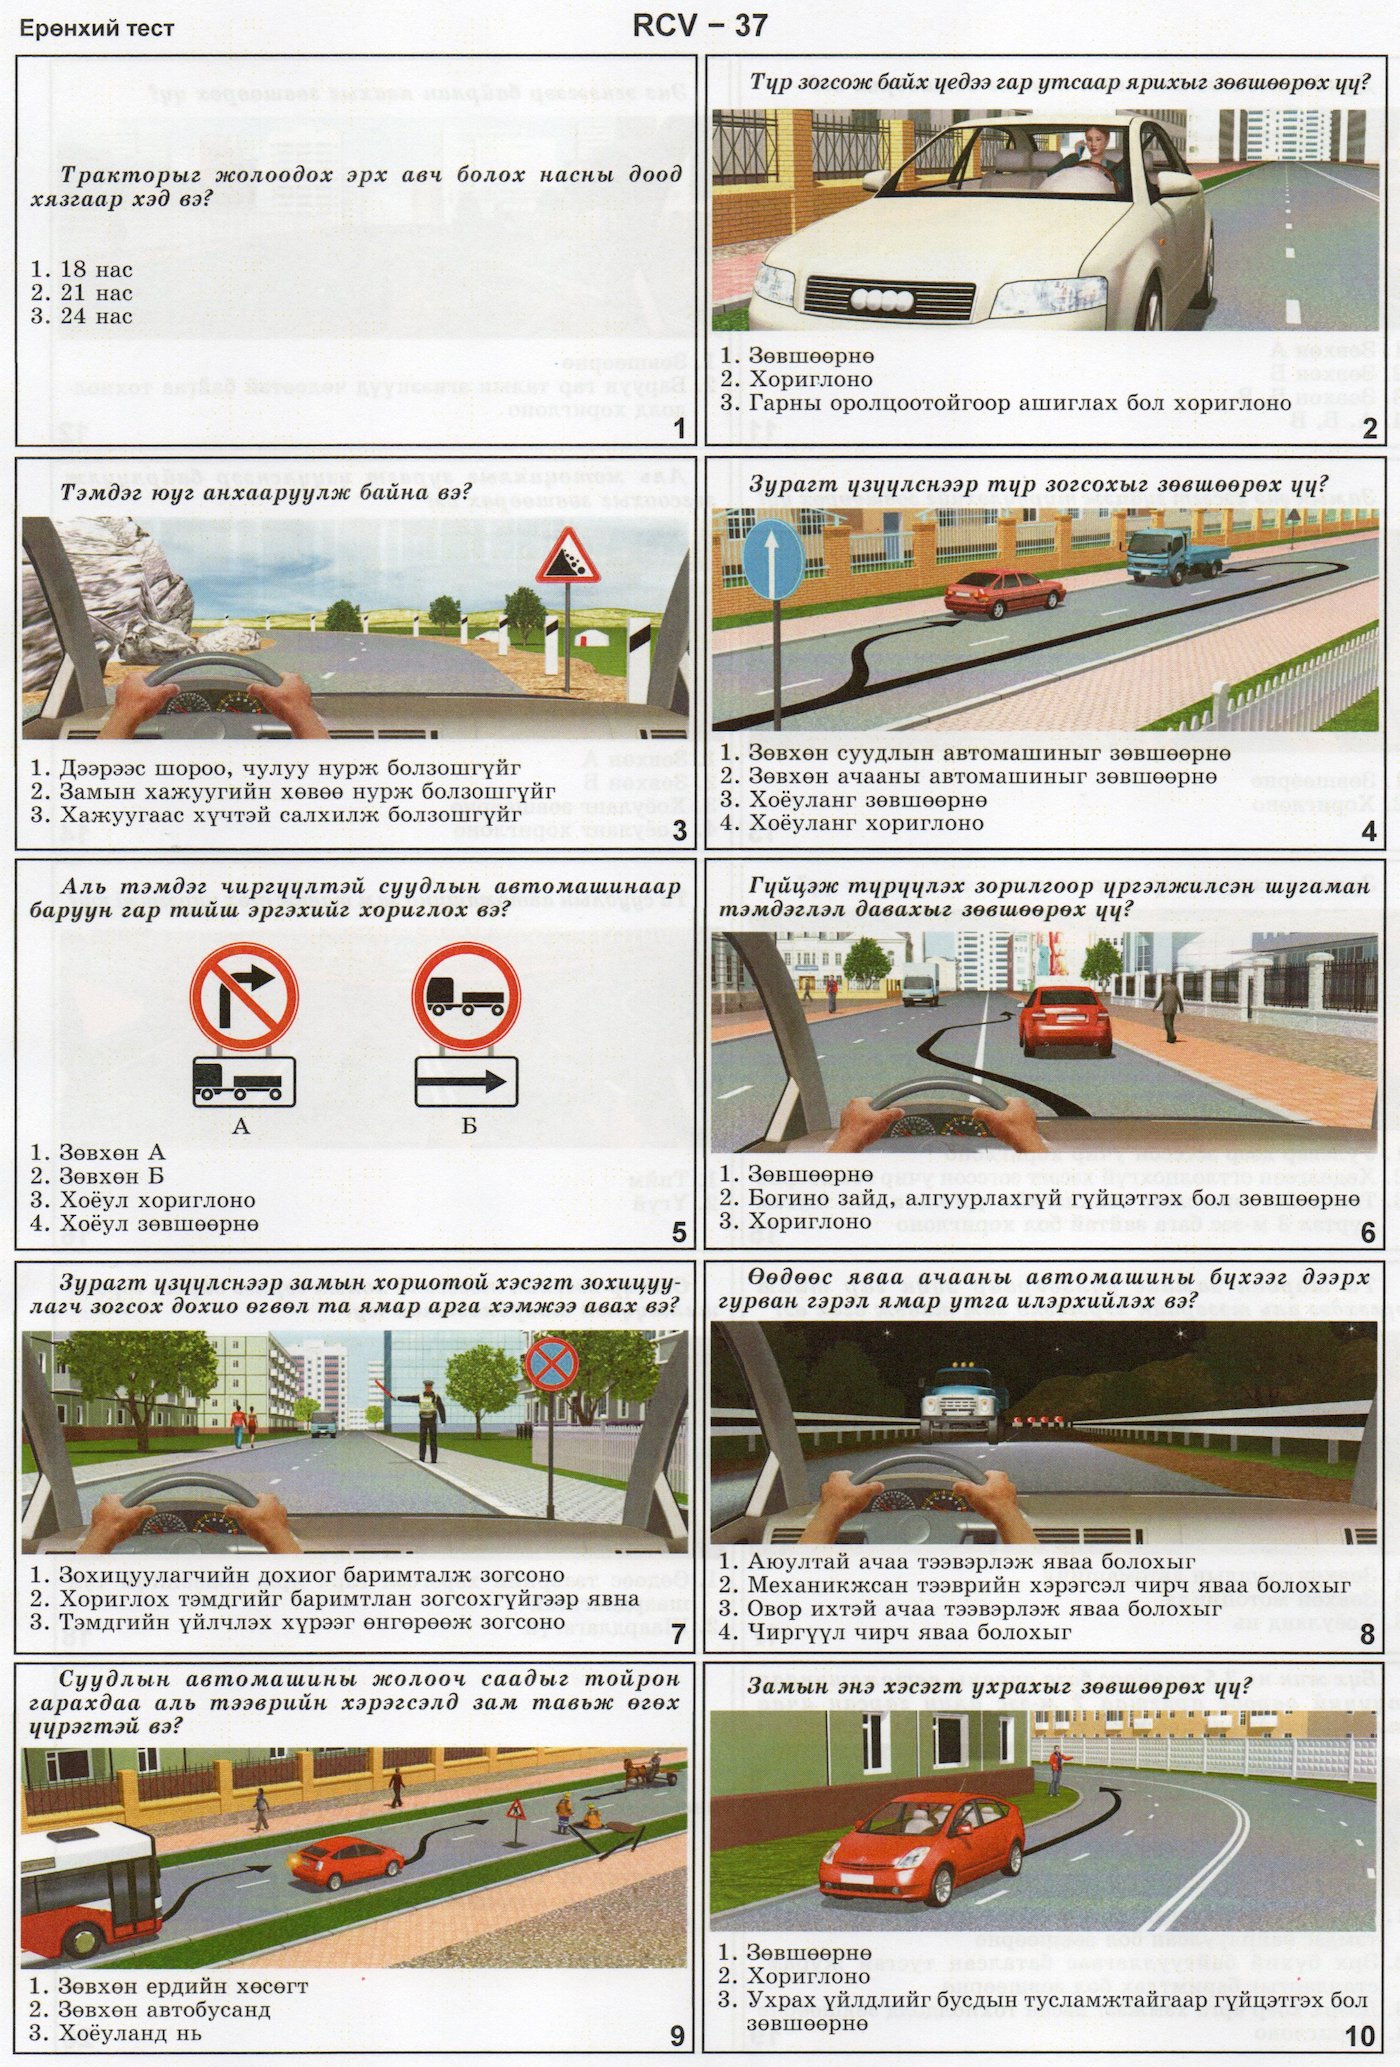 Ерөнхий тест
RCV – 37
Тракторыг жолоодох эрх авч болох насны доод
хязгаар хэд вэ?
1. 18 нас
2. 21 нас
3. 24 нас
1
Түр зогсож байх үедээ гар утсаар ярихыг зөвшөөрөх үү?
1. Зөвшөөрнө
2. Хориглоно
3. Гарны оролцоотойгоор ашиглах бол хориглоно
2
Тэмдэг юуг анхааруулж байна вэ?
1. Дээрээс шороо, чулуу нурж болзошгүйг
2. Замын хажуугийн хөвөө нурж болзошгүйг
3. Хажуугаас хүчтэй салхилж болзошгүйг
3
Зурагт үзүүлснээр түр зогсохыг зөвшөөрөх үү?
1. Зөвхөн суудлын автомашиныг зөвшөөрнө
2. Зөвхөн ачааны автомашиныг зөвшөөрнө
3. Хоёуланг зөвшөөрнө
4. Хоёуланг хориглоно
4
Аль тэмдэг чиргүүлтэй суудлын автомашинаар
баруун гар тийш эргэхийг хориглох вэ?
А
Б
1. Зөвхөн А
2. Зөвхөн Б
3. Хоёул хориглоно
4. Хоёул зөвшөөрнө
5
Гүйцэж түрүүлэх зорилгоор үргэлжилсэн шугаман
тэмдэглэл давахыг зөвшөөрөх үү?
1. Зөвшөөрнө
2. Богино зайд, алгуурлахгүй гүйцэтгэх бол зөвшөөрнө
3. Хориглоно
6
Зурагт үзүүлснээр замын хориотой хэсэгт зохицуу-
лагч зогсох дохио өгвөл та ямар арга хэмжээ авах вэ?
1. Зохицуулагчийн дохиог баримталж зогсоно
2. Хориглох тэмдгийг баримтлан зогсохгүйгээр явна
3. Тэмдгийн үйлчлэх хүрээг өнгөрөөж зогсоно
7
Өөдөөс яваа ачааны автомашины бүхээг дээрх
гурван гэрэл ямар утга илэрхийлэх вэ?
1. Аюултай ачаа тээвэрлэж яваа болохыг
2. Механикжсан тээврийн хэрэгсэл чирч яваа болохыг
3. Овор ихтэй ачаа тээвэрлэж яваа болохыг
4. Чиргүүл чирч яваа болохыг
8
Суудлын автомашины жолооч саадыг тойрон
гарахдаа аль тээврийн хэрэгсэлд зам тавьж өгөх
үүрэгтэй вэ?
1. Зөвхөн ердийн хөсөгт
2. Зөвхөн автобусанд
3. Хоёуланд нь
9
Замын энэ хэсэгт ухрахыг зөвшөөрөх үү?
1. Зөвшөөрнө
2. Хориглоно
3. Ухрах үйлдлийг бусдын тусламжтайгаар гүйцэтгэх бол
зөвшөөрнө
10